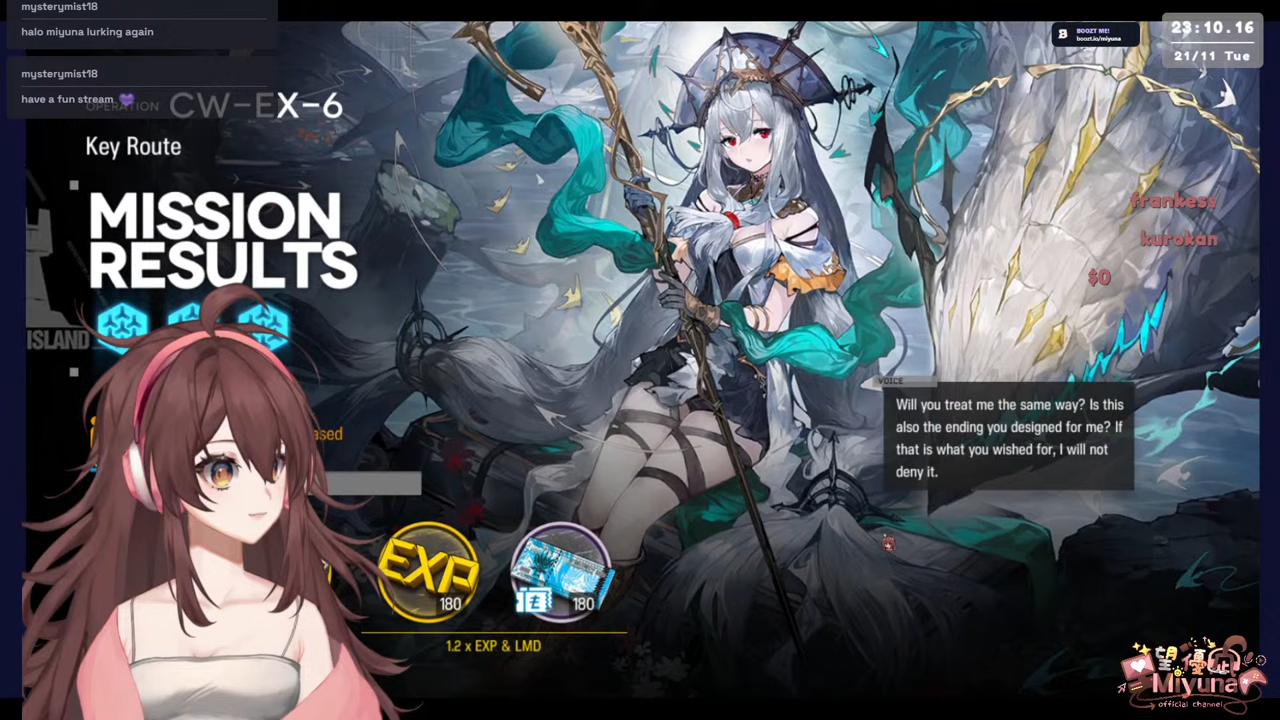 mysterymist18
halo miyuna lurking again
mysterymist18
have a fun stream
OPERATION CW-EX-6
Key Route
MISSION
RESULTS
ISLAND
ased
EXP
180
180
1.2 x EXP & LMD
BOOZT ME!
boozt.io/miyuna
23:10.16
21/11 Tue
frankess
kurokan
$0
VOICE
Will you treat me the same way? Is this
also the ending you designed for me? If
that is what you wished for, I will not
deny it.
Miyuna
official channel